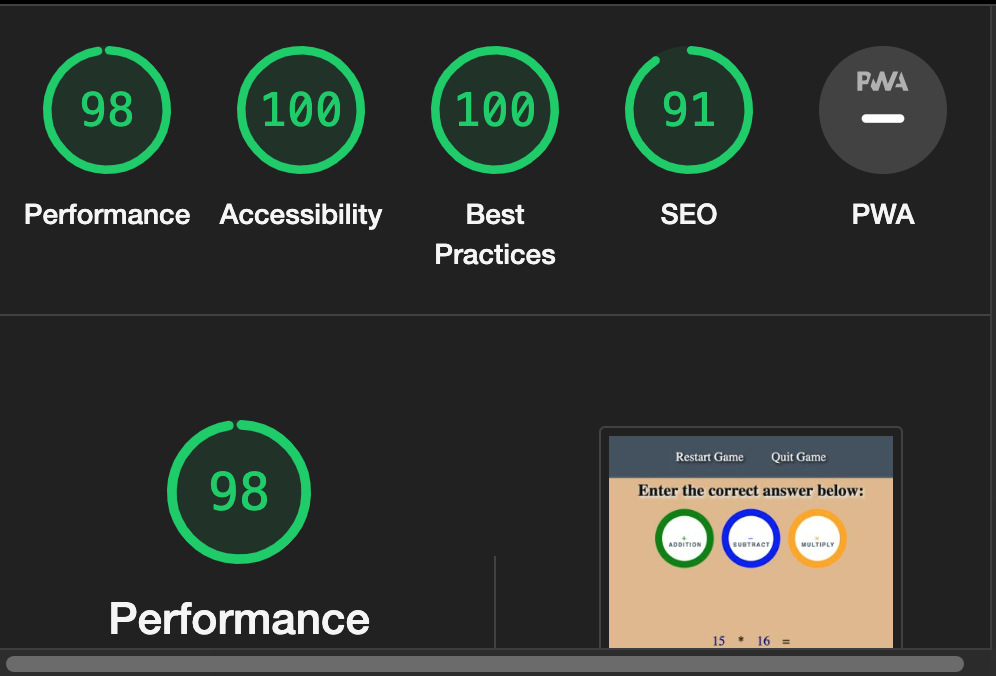 98 100 100 91 PWA
Performance Accessibility Best Practices SEO PWA
98
Performance
Restart Game Quit Game
Enter the correct answer below:
+ ADDITION − SUBTRACT × MULTIPLY
15 * 16 =